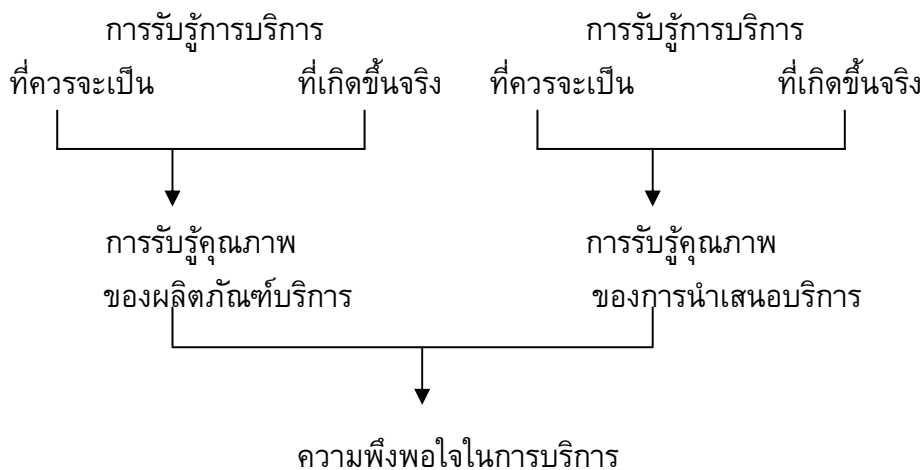 การรับรู้การบริการ การรับรู้การบริการ
ที่ควรจะเป็น ที่เกิดขึ้นจริง ที่ควรจะเป็น ที่เกิดขึ้นจริง
การรับรู้คุณภาพ การรับรู้คุณภาพ
ของผลิตภัณฑ์บริการ ของการนำเสนอบริการ
ความพึงพอใจในการบริการ